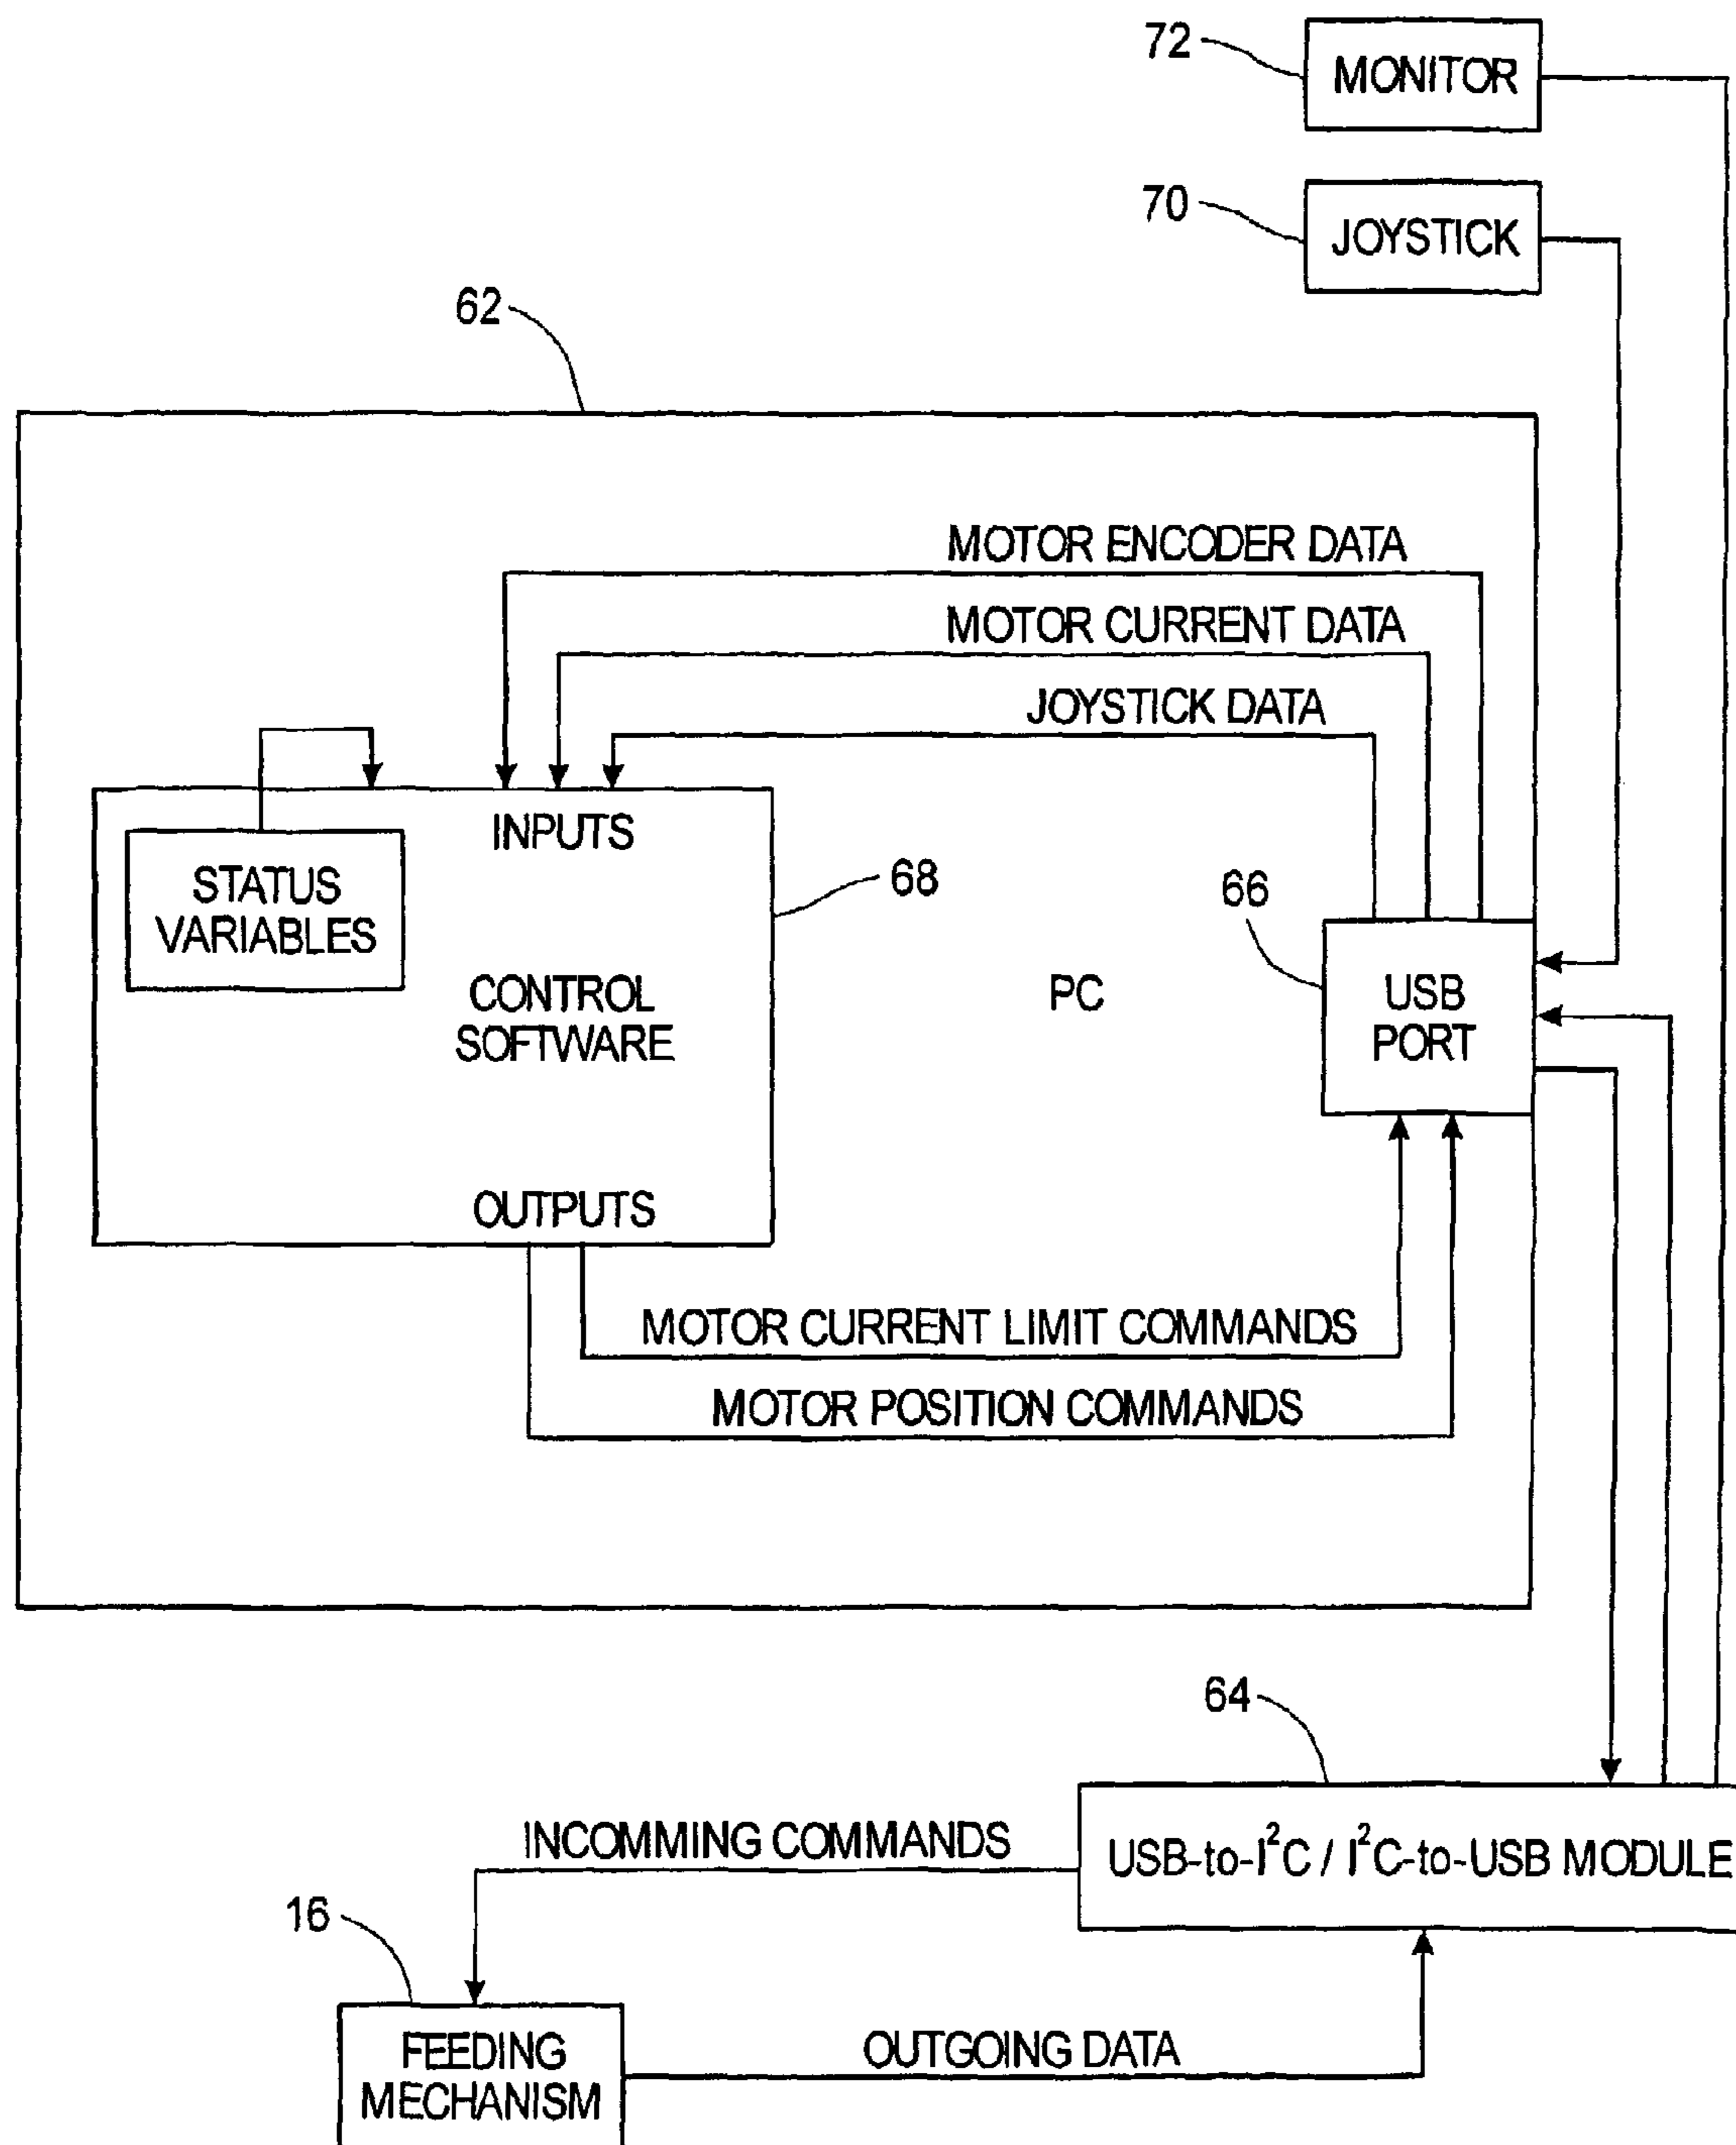 72
MONITOR
70
JOYSTICK
62
MOTOR ENCODER DATA
MOTOR CURRENT DATA
JOYSTICK DATA
INPUTS
STATUS
VARIABLES
68
66
CONTROL
SOFTWARE
PC
USB
PORT
OUTPUTS
MOTOR CURRENT LIMIT COMMANDS
MOTOR POSITION COMMANDS
64
INCOMMING COMMANDS
USB-to-I²C / I²C-to-USB MODULE
16
FEEDING
MECHANISM
OUTGOING DATA